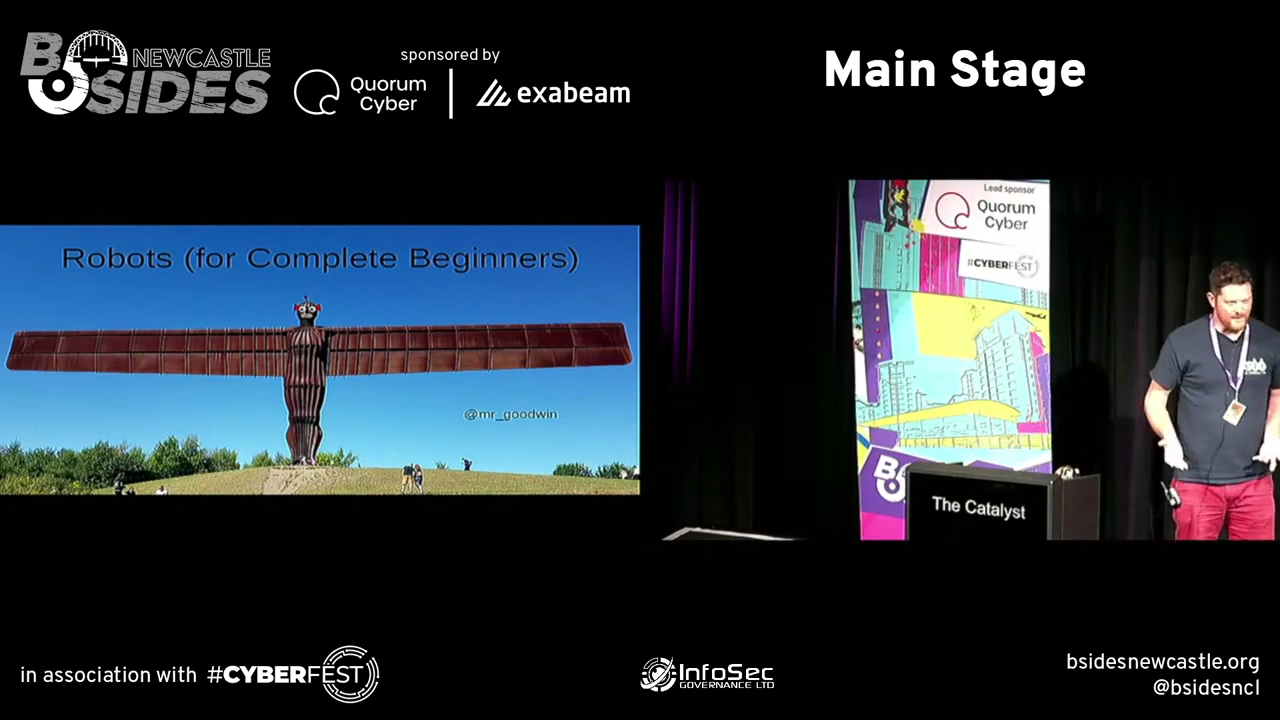 BSIDES
NEWCASTLE
sponsored by
Quorum
Cyber
exabeam
Main Stage
Robots (for Complete Beginners)
@mr_goodwin
Lead sponsor
Quorum
Cyber
#CYBERFEST
The Catalyst
in association with #CYBERFEST
InfoSec
GOVERNANCE LTD
bsidesnewcastle.org
@bsidesncl